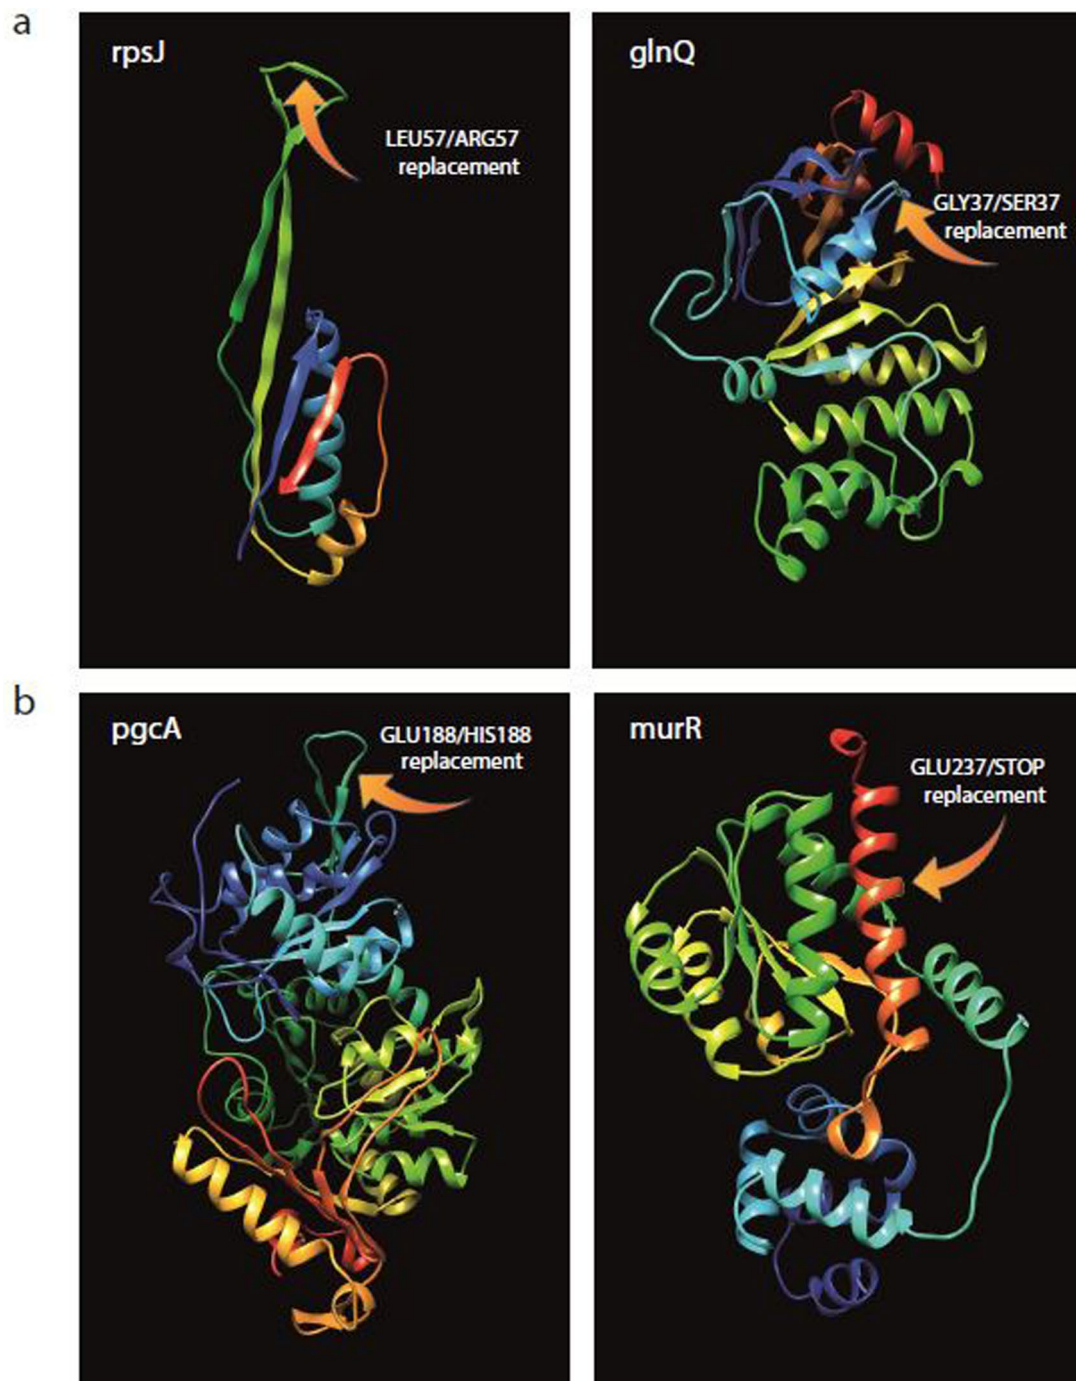 a
rpsJ
LEU57/ARG57
replacement
glnQ
GLY37/SER37
replacement
b
pgcA
GLU188/HIS188
replacement
murR
GLU237/STOP
replacement